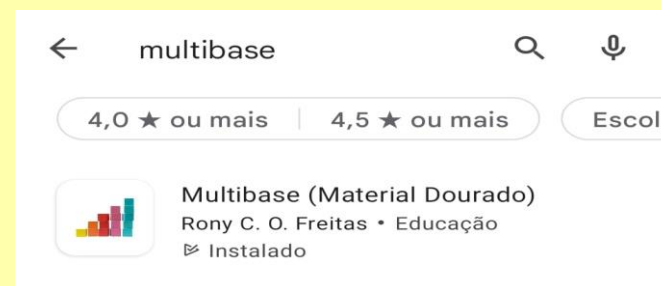 multibase
4,0 ★ ou mais 4,5 ★ ou mais Escol
Multibase (Material Dourado)
Rony C. O. Freitas • Educação
Instalado